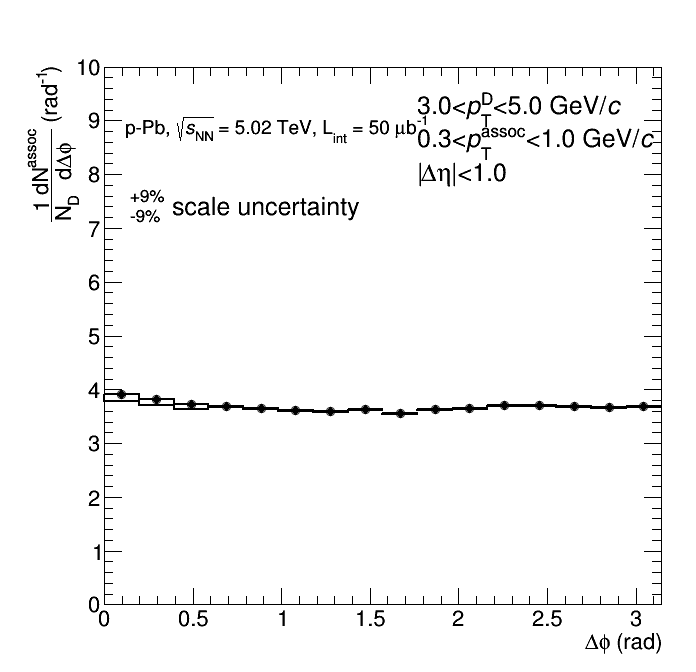 1 dN^assoc / N_D dΔϕ (rad⁻¹)
p-Pb, √s_NN = 5.02 TeV, L_int = 50 μb⁻¹
3.0<p_T^D<5.0 GeV/c
0.3<p_T^assoc<1.0 GeV/c
|Δη|<1.0
+9%
-9% scale uncertainty
10
9
8
7
6
5
4
3
2
1
0
0 0.5 1 1.5 2 2.5 3
Δϕ (rad)